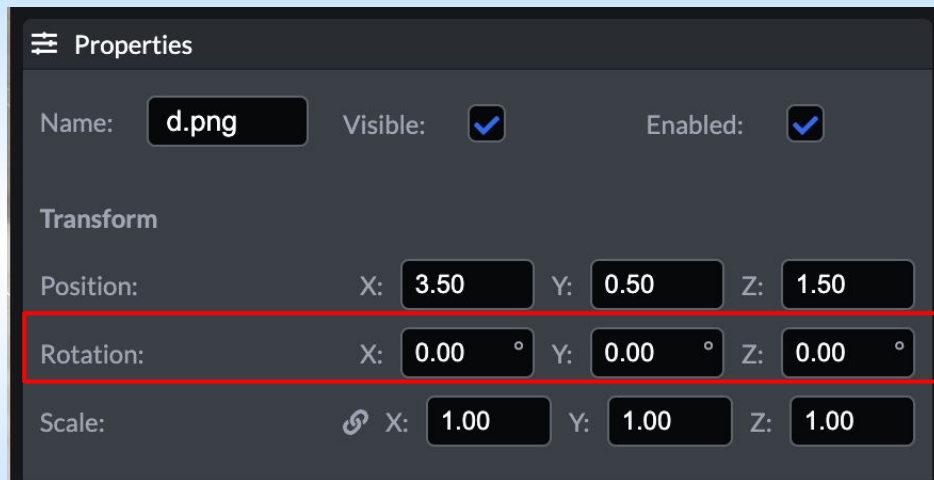 Properties
Name: d.png Visible: Enabled:
Transform
Position: X: 3.50 Y: 0.50 Z: 1.50
Rotation: X: 0.00 ° Y: 0.00 ° Z: 0.00 °
Scale: X: 1.00 Y: 1.00 Z: 1.00